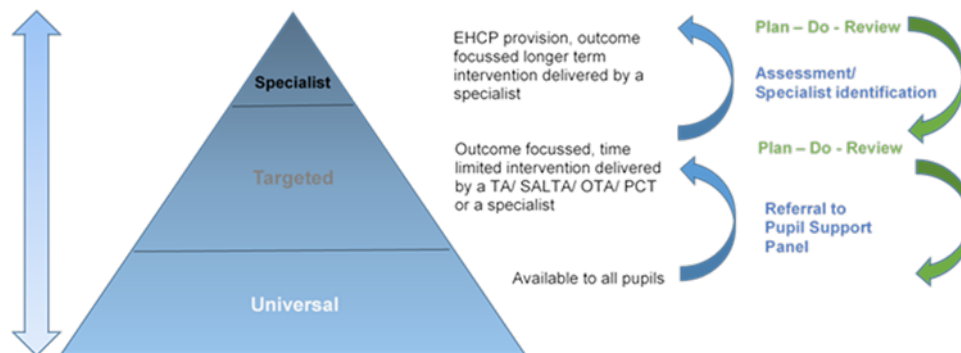 Specialist
Targeted
Universal
EHCP provision, outcome
focussed longer term
intervention delivered by a
specialist
Outcome focussed, time
limited intervention delivered
by a TA/ SALTA/ OTA/ PCT
or a specialist
Available to all pupils
Plan – Do - Review
Assessment/
Specialist identification
Plan – Do - Review
Referral to
Pupil Support
Panel